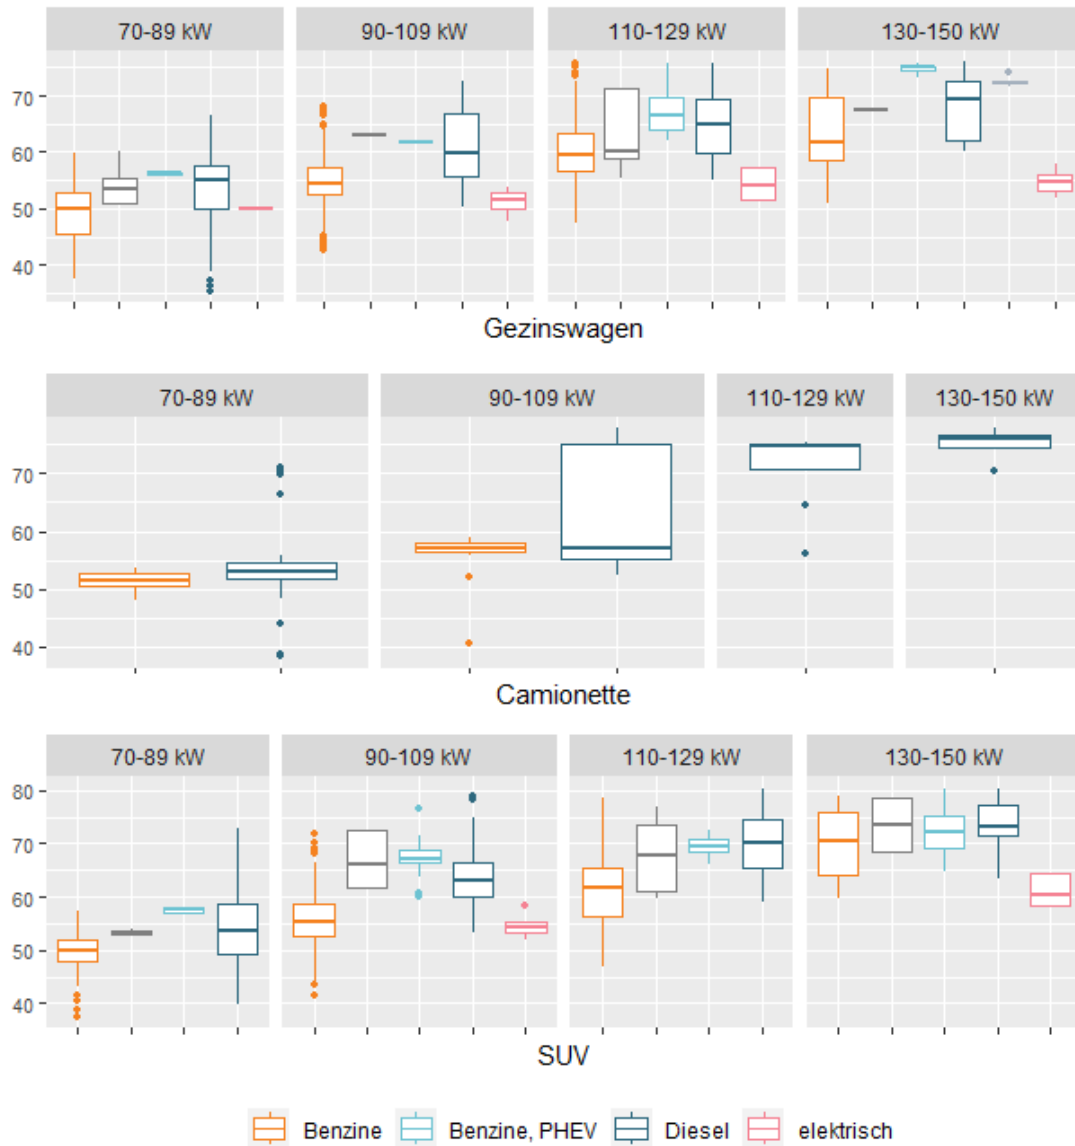 70-89 kW 90-109 kW 110-129 kW 130-150 kW
70
60
50
40
Gezinswagen
70-89 kW 90-109 kW 110-129 kW 130-150 kW
70
60
50
40
Camionette
70-89 kW 90-109 kW 110-129 kW 130-150 kW
80
70
60
50
40
SUV
Benzine Benzine, PHEV Diesel elektrisch